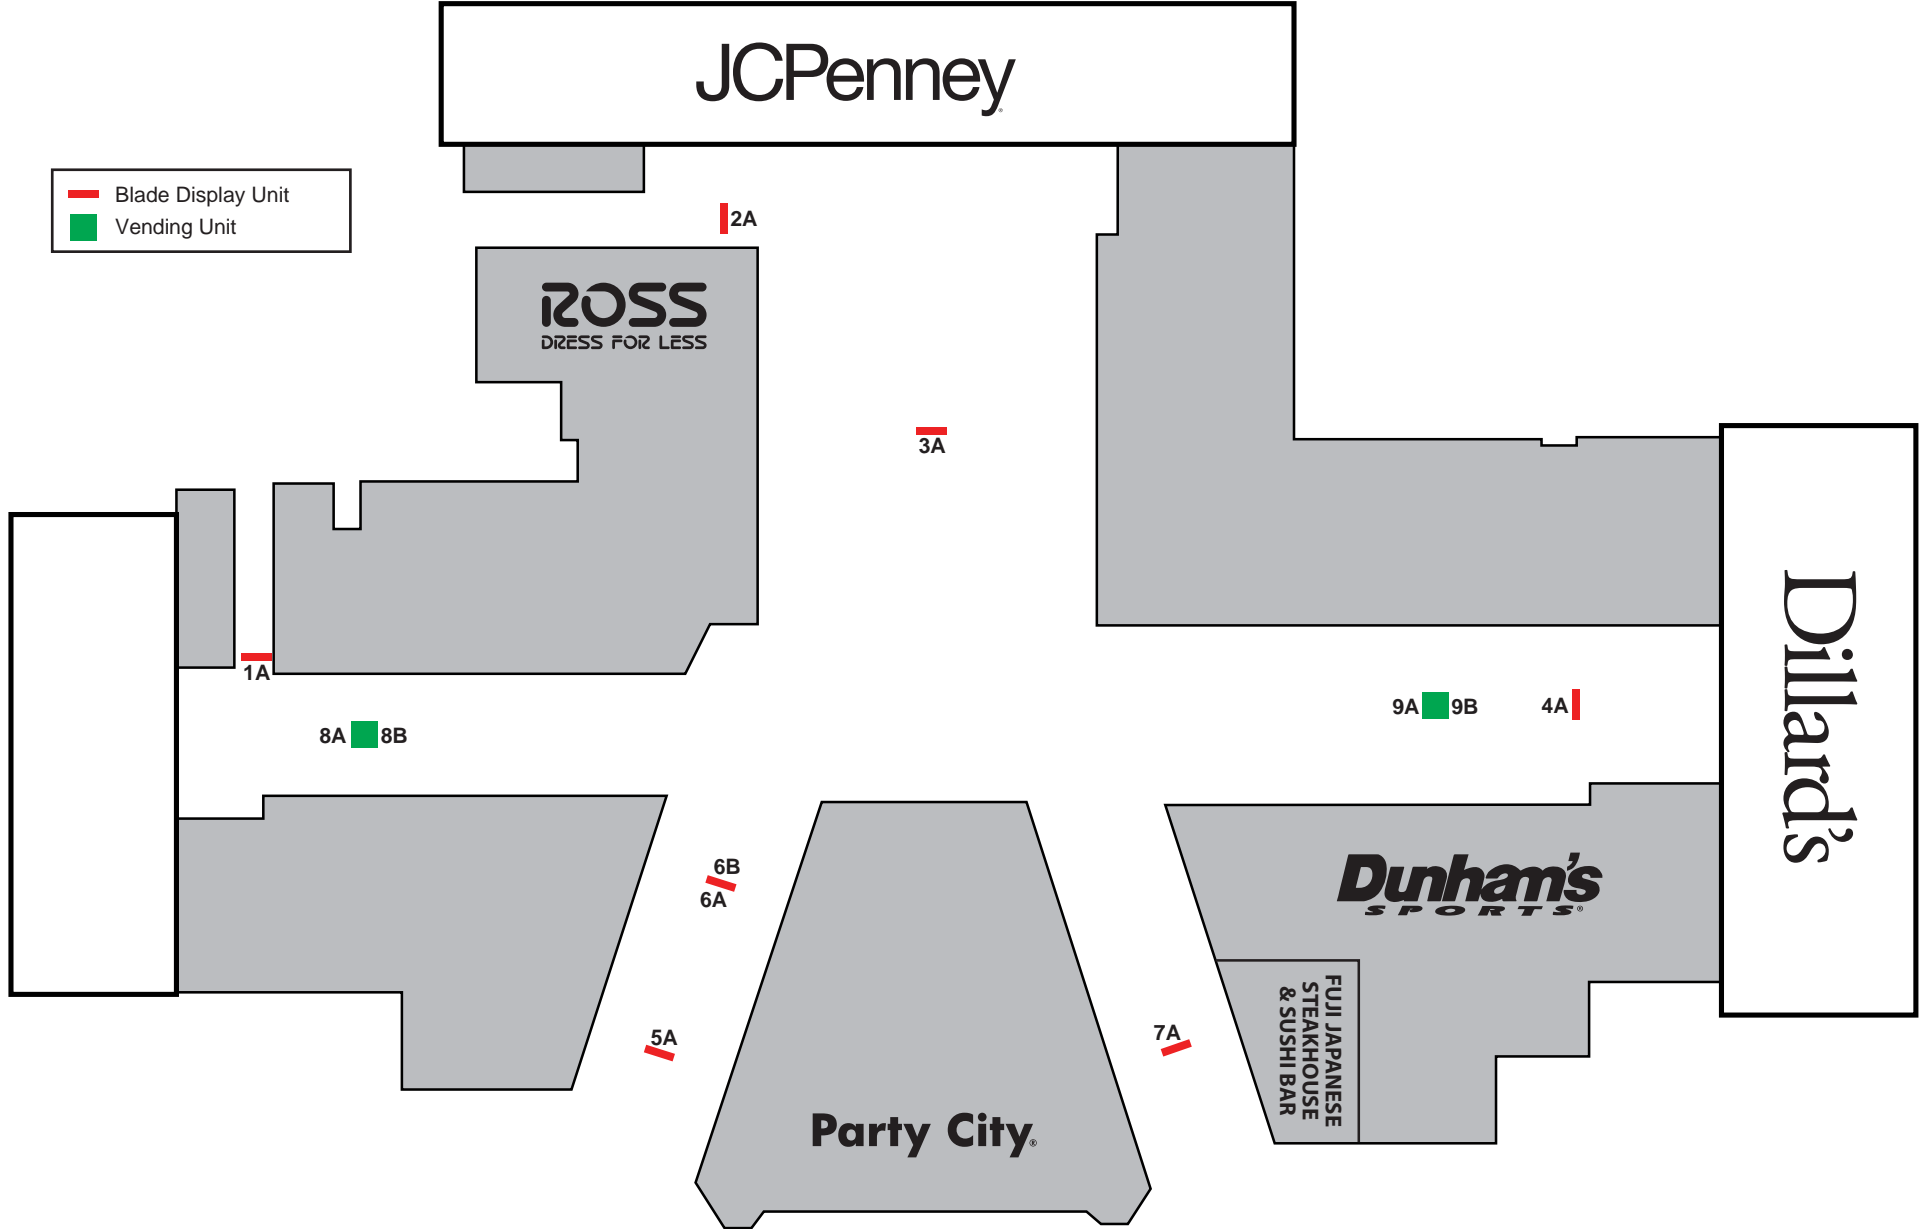 JCPenney
Blade Display Unit
Vending Unit
2A
ROSS
DRESS FOR LESS
3A
1A
8A 8B
9A 9B
4A
Dillard's
6B
6A
Dunham's
SPORTS®
5A
7A
FUJI JAPANESE
STEAKHOUSE
& SUSHI BAR
Party City®